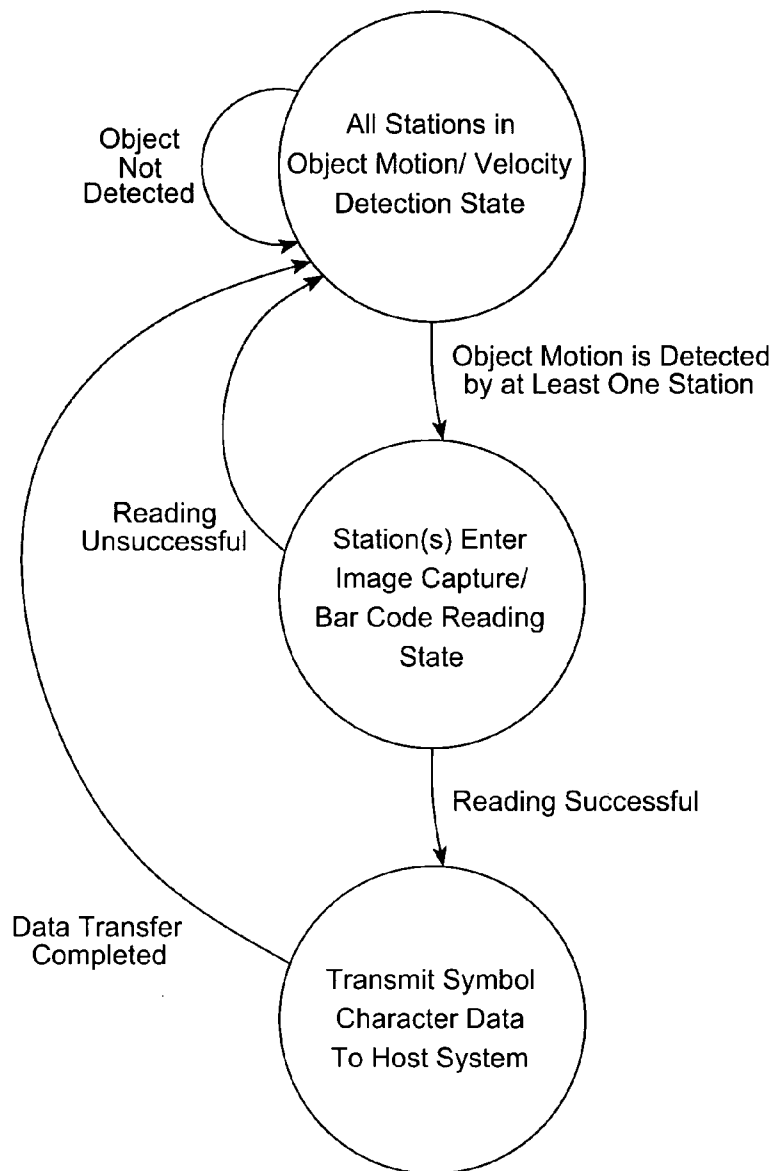 All Stations in
Object Motion/ Velocity
Detection State
Object
Not
Detected
Object Motion is Detected
by at Least One Station
Reading
Unsuccessful
Station(s) Enter
Image Capture/
Bar Code Reading
State
Reading Successful
Data Transfer
Completed
Transmit Symbol
Character Data
To Host System